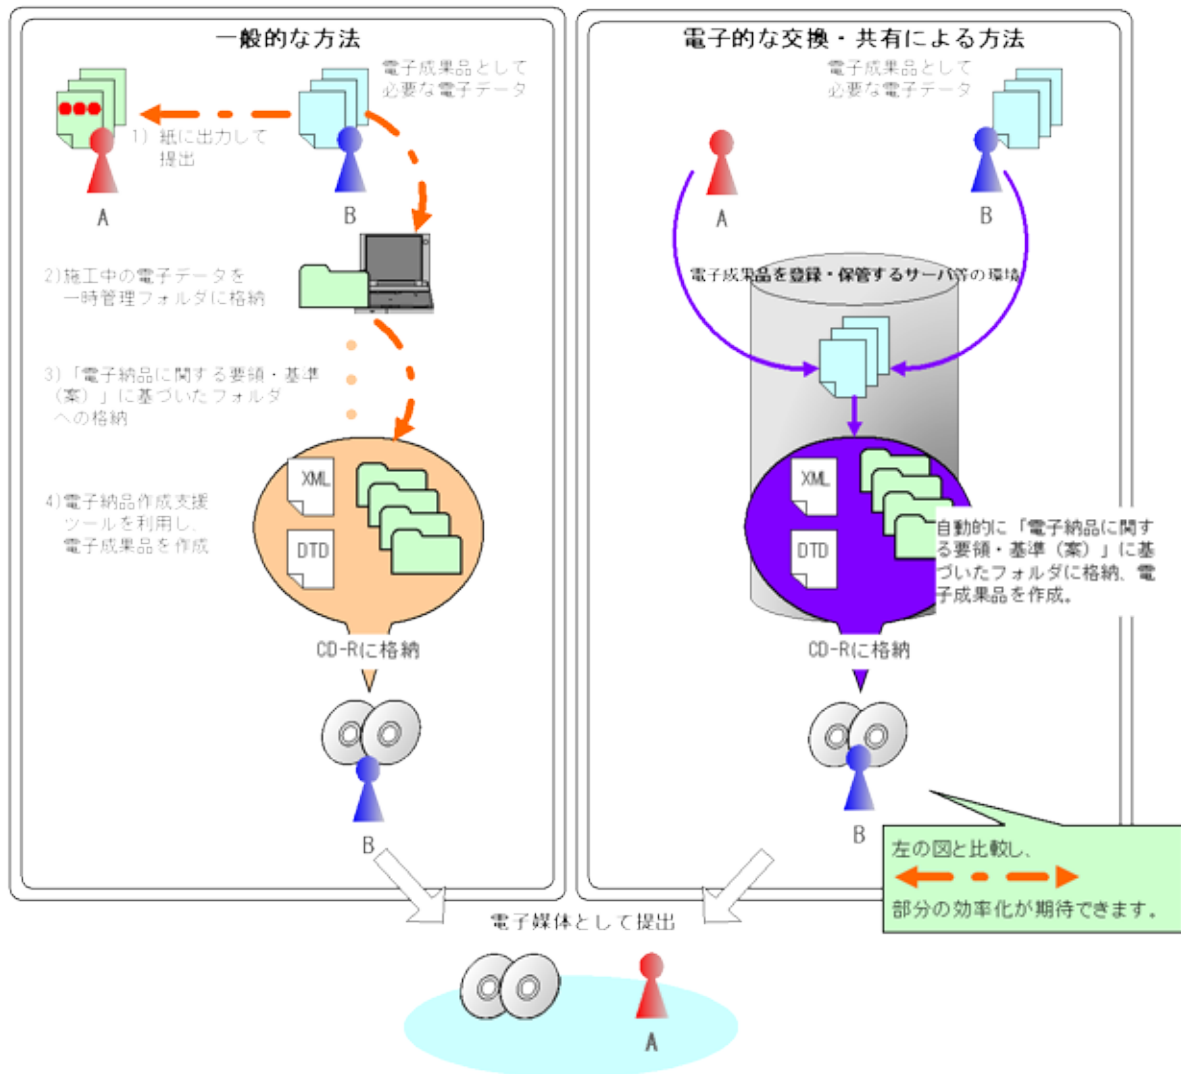 一般的な方法
電子成果品として
必要な電子データ
1) 紙に出力して
提出
A
B
2)施工中の電子データを
一時管理フォルダに格納
3)「電子納品に関する要領・基準
(案)」に基づいたフォルダ
への格納
4)電子納品作成支援
ツールを利用し、
電子成果品を作成
XML
DTD
CD-Rに格納
B
電子的な交換・共有による方法
電子成果品として
必要な電子データ
A
B
電子成果品を登録・保管するサーバ等の環境
XML
DTD
自動的に「電子納品に関す
る要領・基準(案)」に基
づいたフォルダに格納、電
子成果品を作成。
CD-Rに格納
B
左の図と比較し、
部分の効率化が期待できます。
電子媒体として提出
A